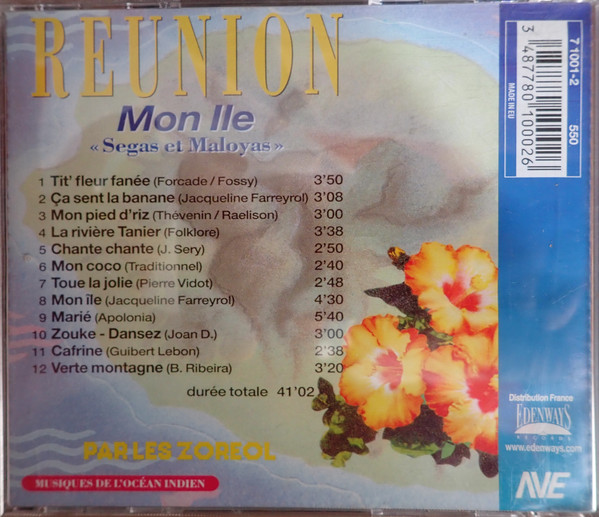 REUNION
Mon Ile
« Segas et Maloyas »
1 Tit' fleur fanée (Forcade / Fossy) 3'50
2 Ça sent la banane (Jacqueline Farreyrol) 3'08
3 Mon pied d'riz (Thévenin / Raelison) 3'00
4 La rivière Tanier (Folklore) 3'38
5 Chante chante (J. Sery) 2'50
6 Mon coco (Traditionnel) 2'40
7 Toue la jolie (Pierre Vidot) 2'48
8 Mon île (Jacqueline Farreyrol) 4'30
9 Marié (Apolonia) 5'40
10 Zouke - Dansez (Joan D.) 3'00
11 Cafrine (Guibert Lebon) 2'38
12 Verte montagne (B. Ribeira) 3'20
durée totale 41'02
PAR LES ZOREOL
MUSIQUES DE L'OCÉAN INDIEN
7 1001-2
550
3 487780 100026
MADE IN EU
Distribution France
EDENWAYS
RECORDS
www.edenways.com
AVE